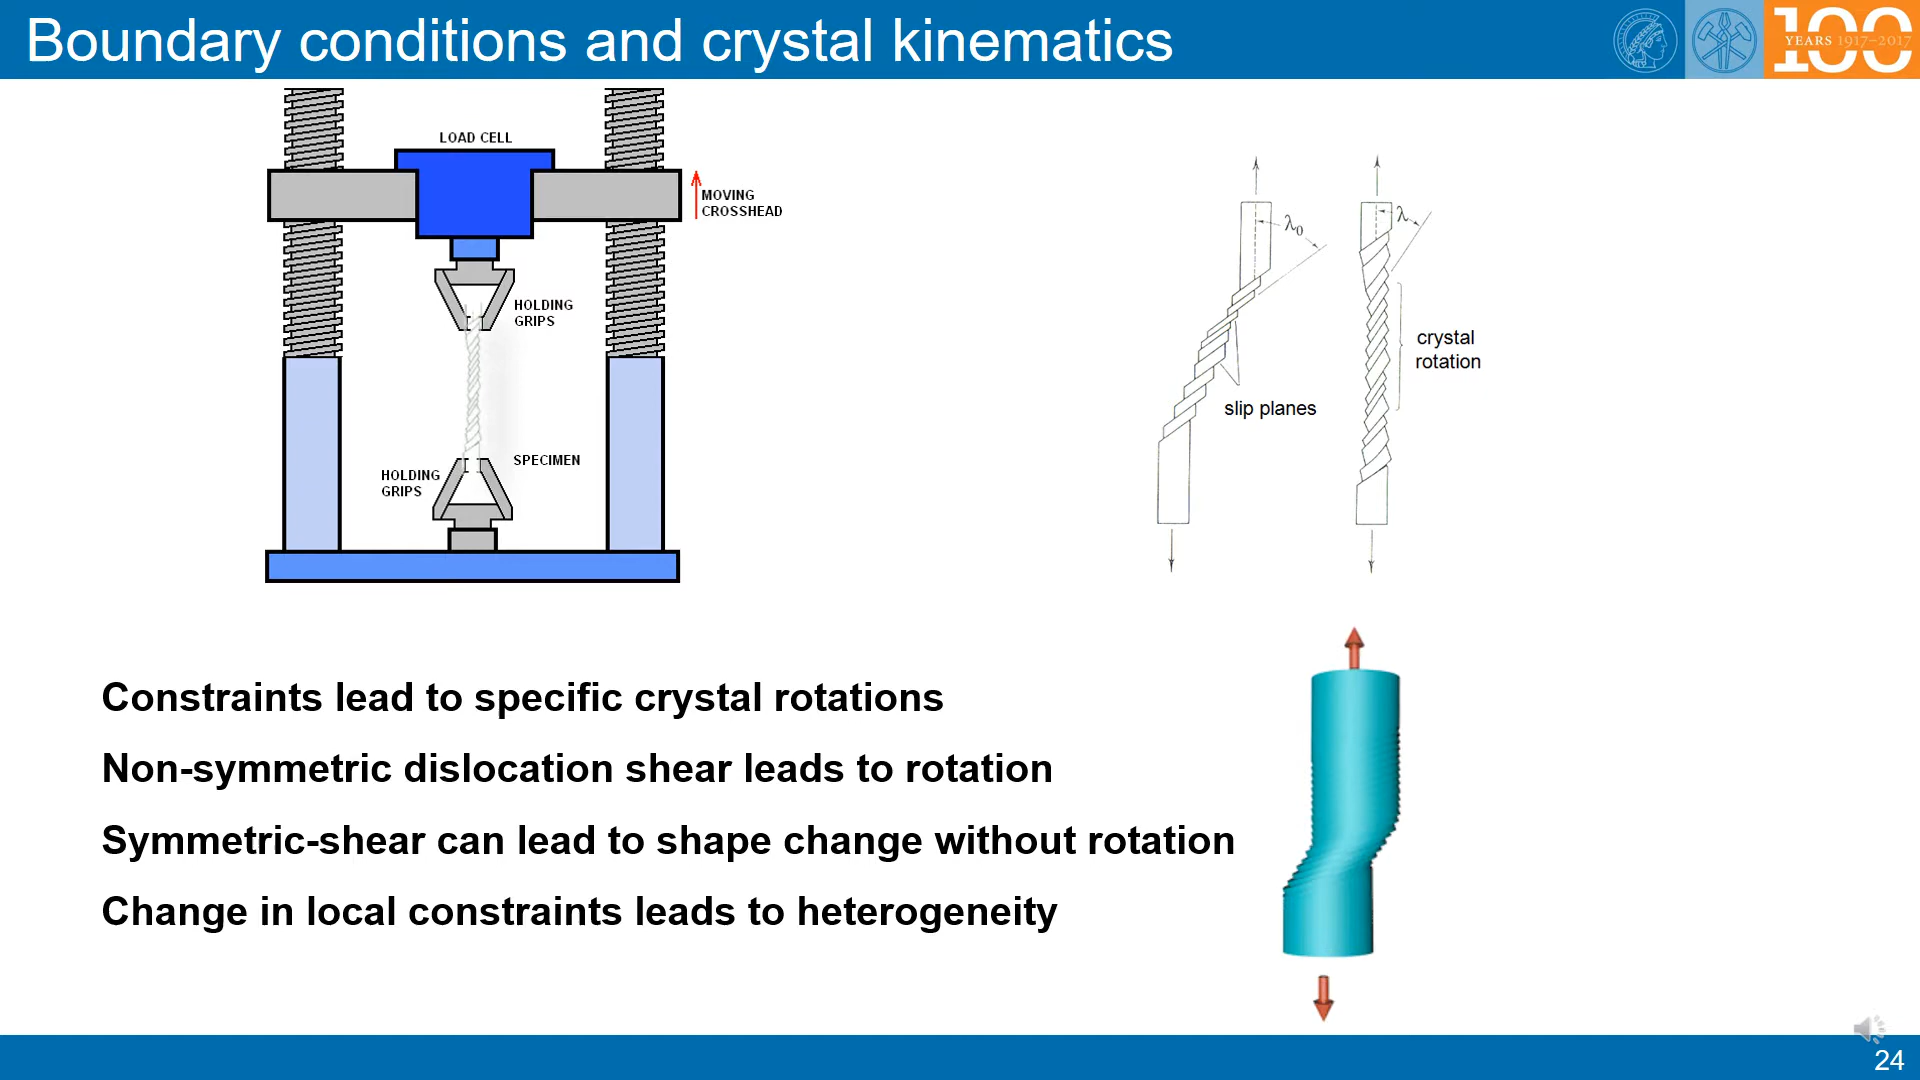 Boundary conditions and crystal kinematics
100
YEARS 1917–2017
LOAD CELL
MOVING
CROSSHEAD
HOLDING
GRIPS
SPECIMEN
HOLDING
GRIPS
λ0
λ
crystal
rotation
slip planes
Constraints lead to specific crystal rotations
Non-symmetric dislocation shear leads to rotation
Symmetric-shear can lead to shape change without rotation
Change in local constraints leads to heterogeneity
24